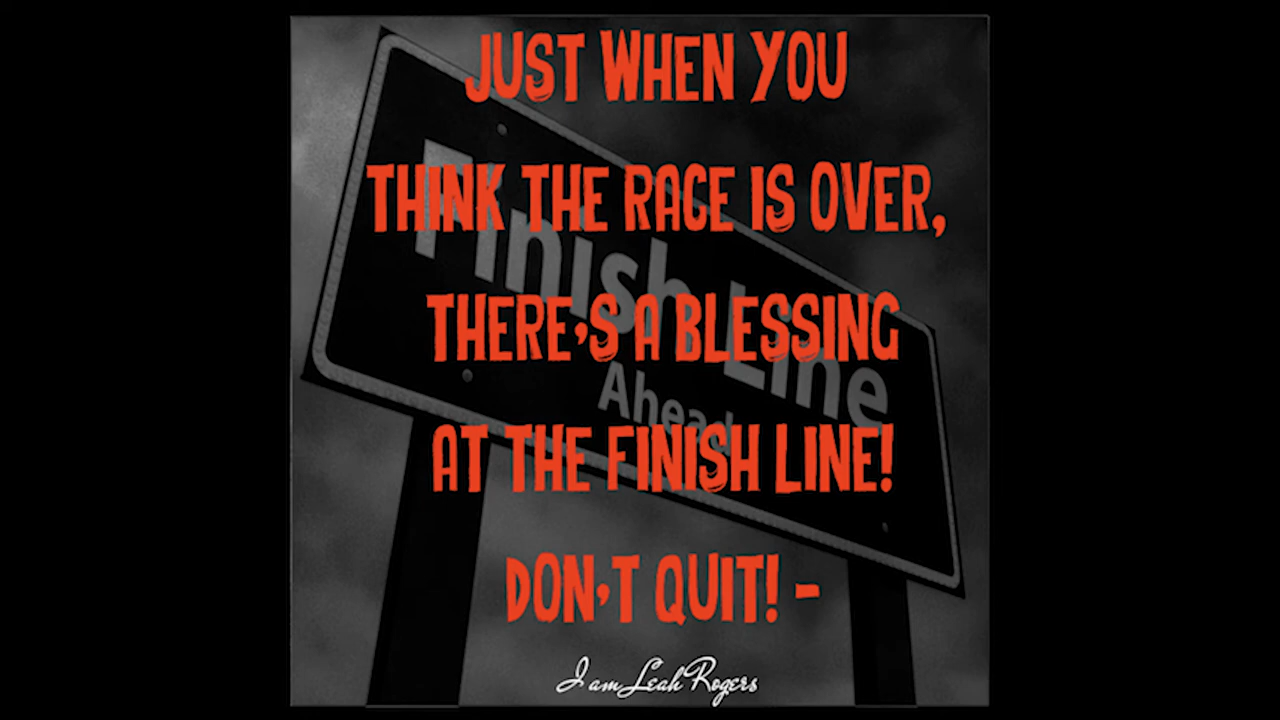 JUST WHEN YOU
THINK THE RACE IS OVER,
THERE'S A BLESSING
AT THE FINISH LINE!
DON'T QUIT! -
I am Leah Rogers
Finish Line
Ahead